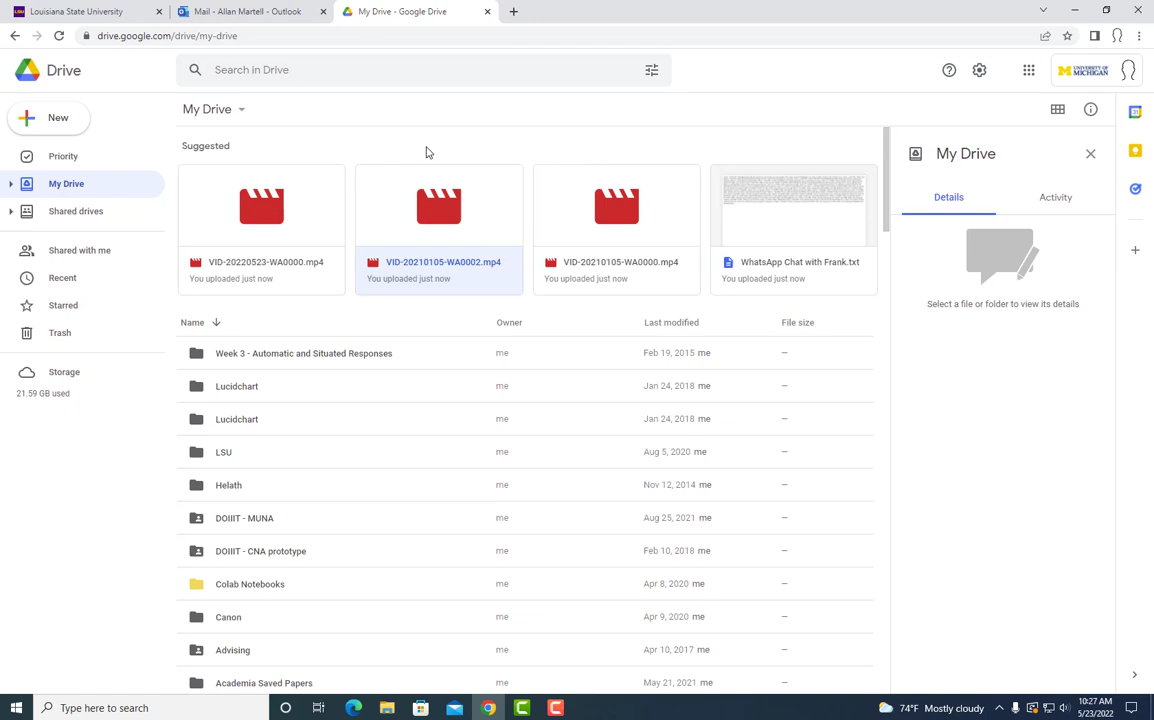 Louisiana State University
Mail - Allan Martell - Outlook
My Drive - Google Drive
drive.google.com/drive/my-drive
Drive
Search in Drive
UNIVERSITY OF MICHIGAN
New
My Drive
Priority
My Drive
Shared drives
Shared with me
Recent
Starred
Trash
Storage
21.59 GB used
Suggested
VID-20220523-WA0000.mp4
You uploaded just now
VID-20210105-WA0002.mp4
You uploaded just now
VID-20210105-WA0000.mp4
You uploaded just now
WhatsApp Chat with Frank.txt
You uploaded just now
Name Owner Last modified File size
Week 3 - Automatic and Situated Responses me Feb 19, 2015 me –
Lucidchart me Jan 24, 2018 me –
Lucidchart me Jan 24, 2018 me –
LSU me Aug 5, 2020 me –
Helath me Nov 12, 2014 me –
DOIIIT - MUNA me Aug 25, 2021 me –
DOIIIT - CNA prototype me Feb 10, 2018 me –
Colab Notebooks me Apr 8, 2020 me –
Canon me Apr 9, 2020 me –
Advising me Apr 10, 2017 me –
Academia Saved Papers me May 21, 2021 me –
My Drive
Details Activity
Select a file or folder to view its details
Type here to search
74°F Mostly cloudy
10:27 AM
5/23/2022